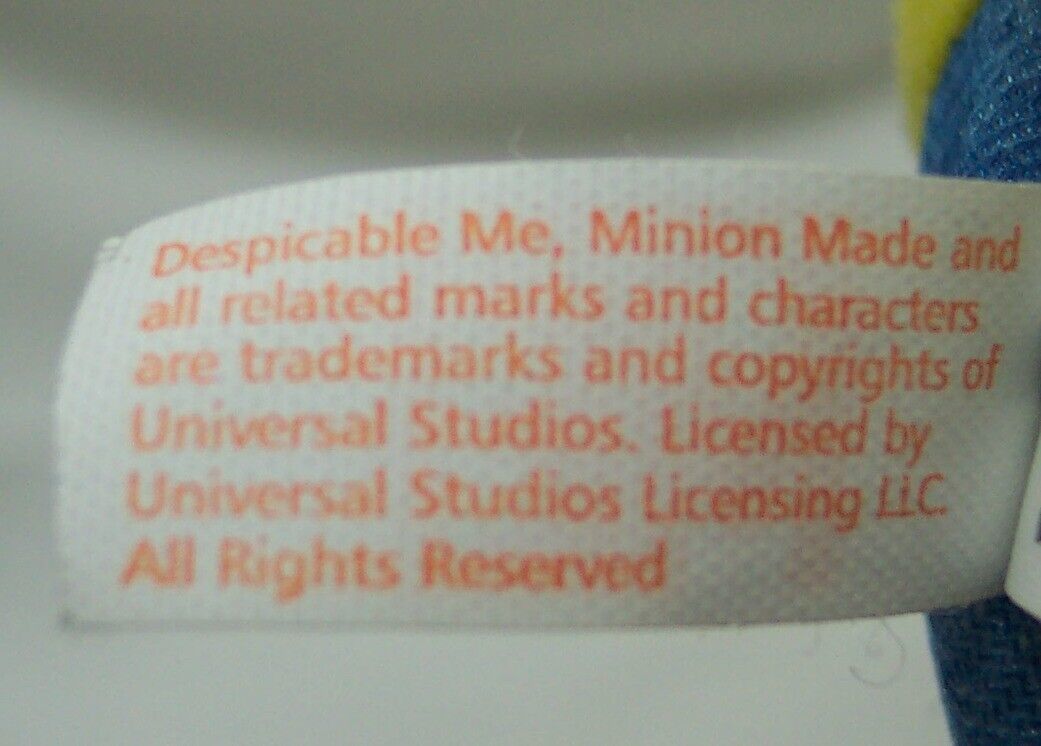 Despicable Me, Minion Made and
all related marks and characters
are trademarks and copyrights of
Universal Studios. Licensed by
Universal Studios Licensing LLC.
All Rights Reserved